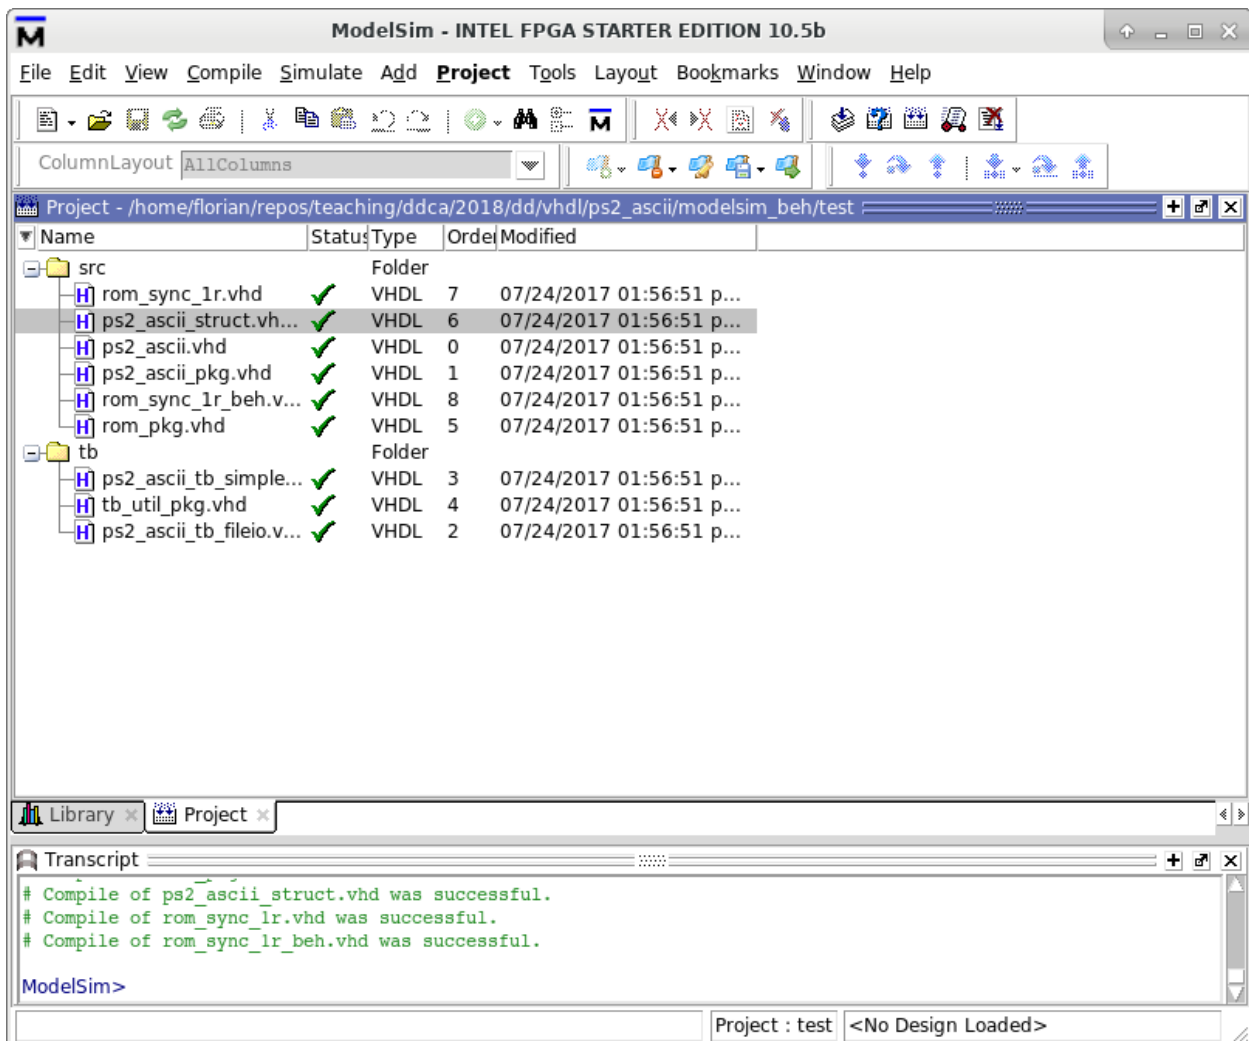 ModelSim - INTEL FPGA STARTER EDITION 10.5b
File Edit View Compile Simulate Add Project Tools Layout Bookmarks Window Help
ColumnLayout AllColumns
Project - /home/florian/repos/teaching/ddca/2018/dd/vhdl/ps2_ascii/modelsim_beh/test
Name Status Type Order Modified
src Folder
rom_sync_1r.vhd VHDL 7 07/24/2017 01:56:51 p...
ps2_ascii_struct.vh... VHDL 6 07/24/2017 01:56:51 p...
ps2_ascii.vhd VHDL 0 07/24/2017 01:56:51 p...
ps2_ascii_pkg.vhd VHDL 1 07/24/2017 01:56:51 p...
rom_sync_1r_beh.v... VHDL 8 07/24/2017 01:56:51 p...
rom_pkg.vhd VHDL 5 07/24/2017 01:56:51 p...
tb Folder
ps2_ascii_tb_simple... VHDL 3 07/24/2017 01:56:51 p...
tb_util_pkg.vhd VHDL 4 07/24/2017 01:56:51 p...
ps2_ascii_tb_fileio.v... VHDL 2 07/24/2017 01:56:51 p...
Library Project
Transcript
# Compile of ps2_ascii_struct.vhd was successful.
# Compile of rom_sync_1r.vhd was successful.
# Compile of rom_sync_1r_beh.vhd was successful.
ModelSim>
Project : test <No Design Loaded>